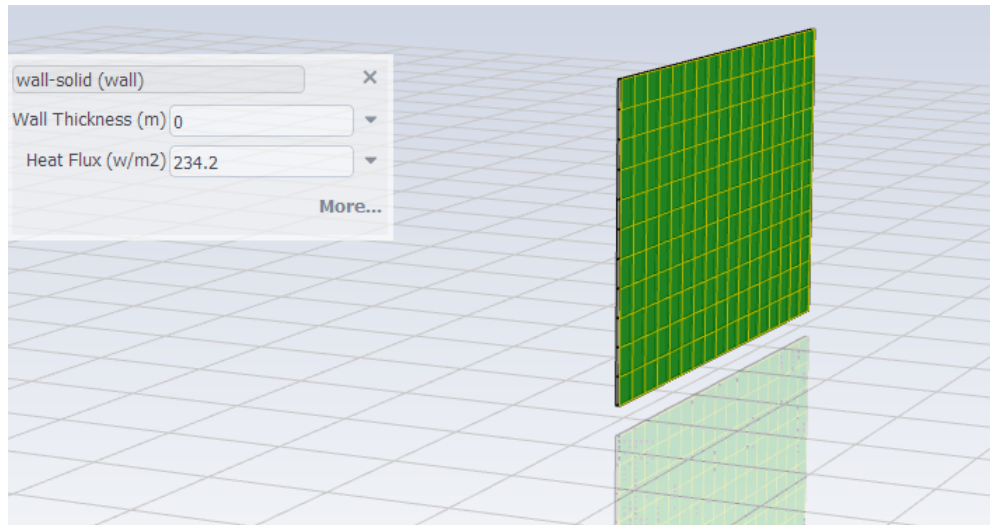 wall-solid (wall)
Wall Thickness (m) 0
Heat Flux (w/m2) 234.2
More...